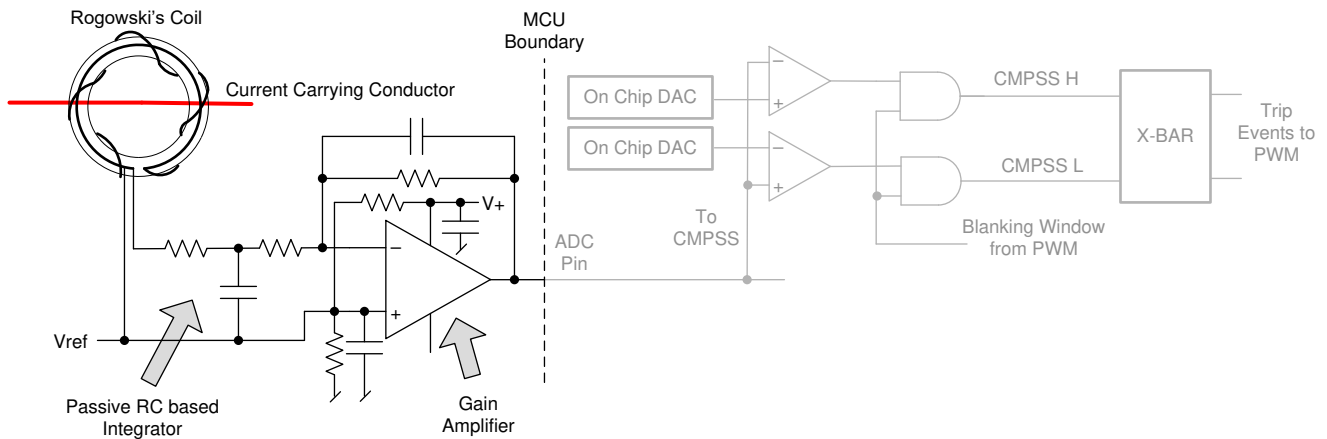 Rogowski's Coil
Current Carrying Conductor
MCU
Boundary
On Chip DAC
On Chip DAC
−
+
−
+
CMPSS H
CMPSS L
X-BAR
Trip
Events to
PWM
V+
−
+
To
CMPSS
ADC
Pin
Blanking Window
from PWM
Vref
Passive RC based
Integrator
Gain
Amplifier